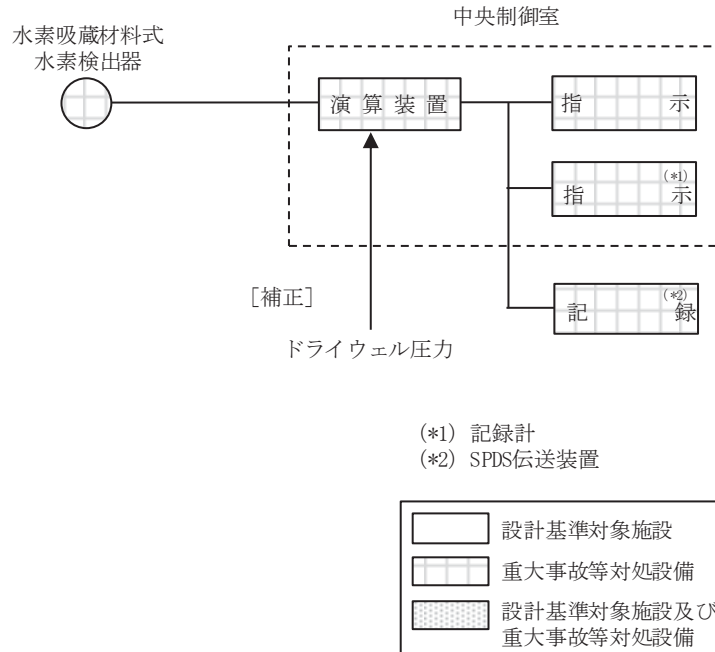 中央制御室
水素吸蔵材料式
水素検出器
演算装置
指示
指示(*1)
[補正]
記録(*2)
ドライウェル圧力
(*1) 記録計
(*2) SPDS伝送装置
設計基準対象施設
重大事故等対処設備
設計基準対象施設及び
重大事故等対処設備